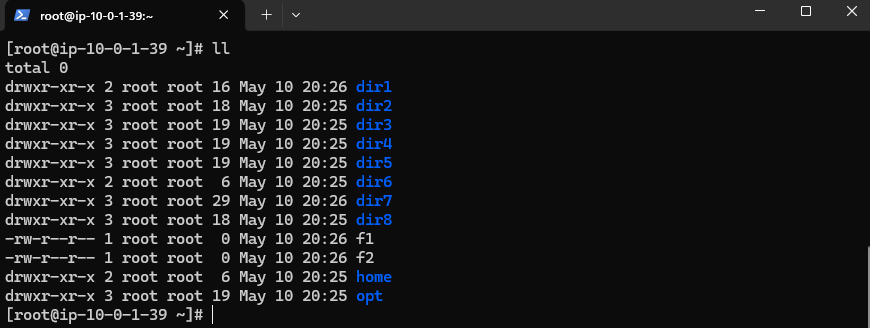 root@ip-10-0-1-39:~
[root@ip-10-0-1-39 ~]# ll
total 0
drwxr-xr-x 2 root root 16 May 10 20:26 dir1
drwxr-xr-x 3 root root 18 May 10 20:25 dir2
drwxr-xr-x 3 root root 19 May 10 20:25 dir3
drwxr-xr-x 3 root root 19 May 10 20:25 dir4
drwxr-xr-x 3 root root 19 May 10 20:25 dir5
drwxr-xr-x 2 root root  6 May 10 20:25 dir6
drwxr-xr-x 3 root root 29 May 10 20:26 dir7
drwxr-xr-x 3 root root 18 May 10 20:25 dir8
-rw-r--r-- 1 root root  0 May 10 20:26 f1
-rw-r--r-- 1 root root  0 May 10 20:26 f2
drwxr-xr-x 2 root root  6 May 10 20:25 home
drwxr-xr-x 3 root root 19 May 10 20:25 opt
[root@ip-10-0-1-39 ~]#